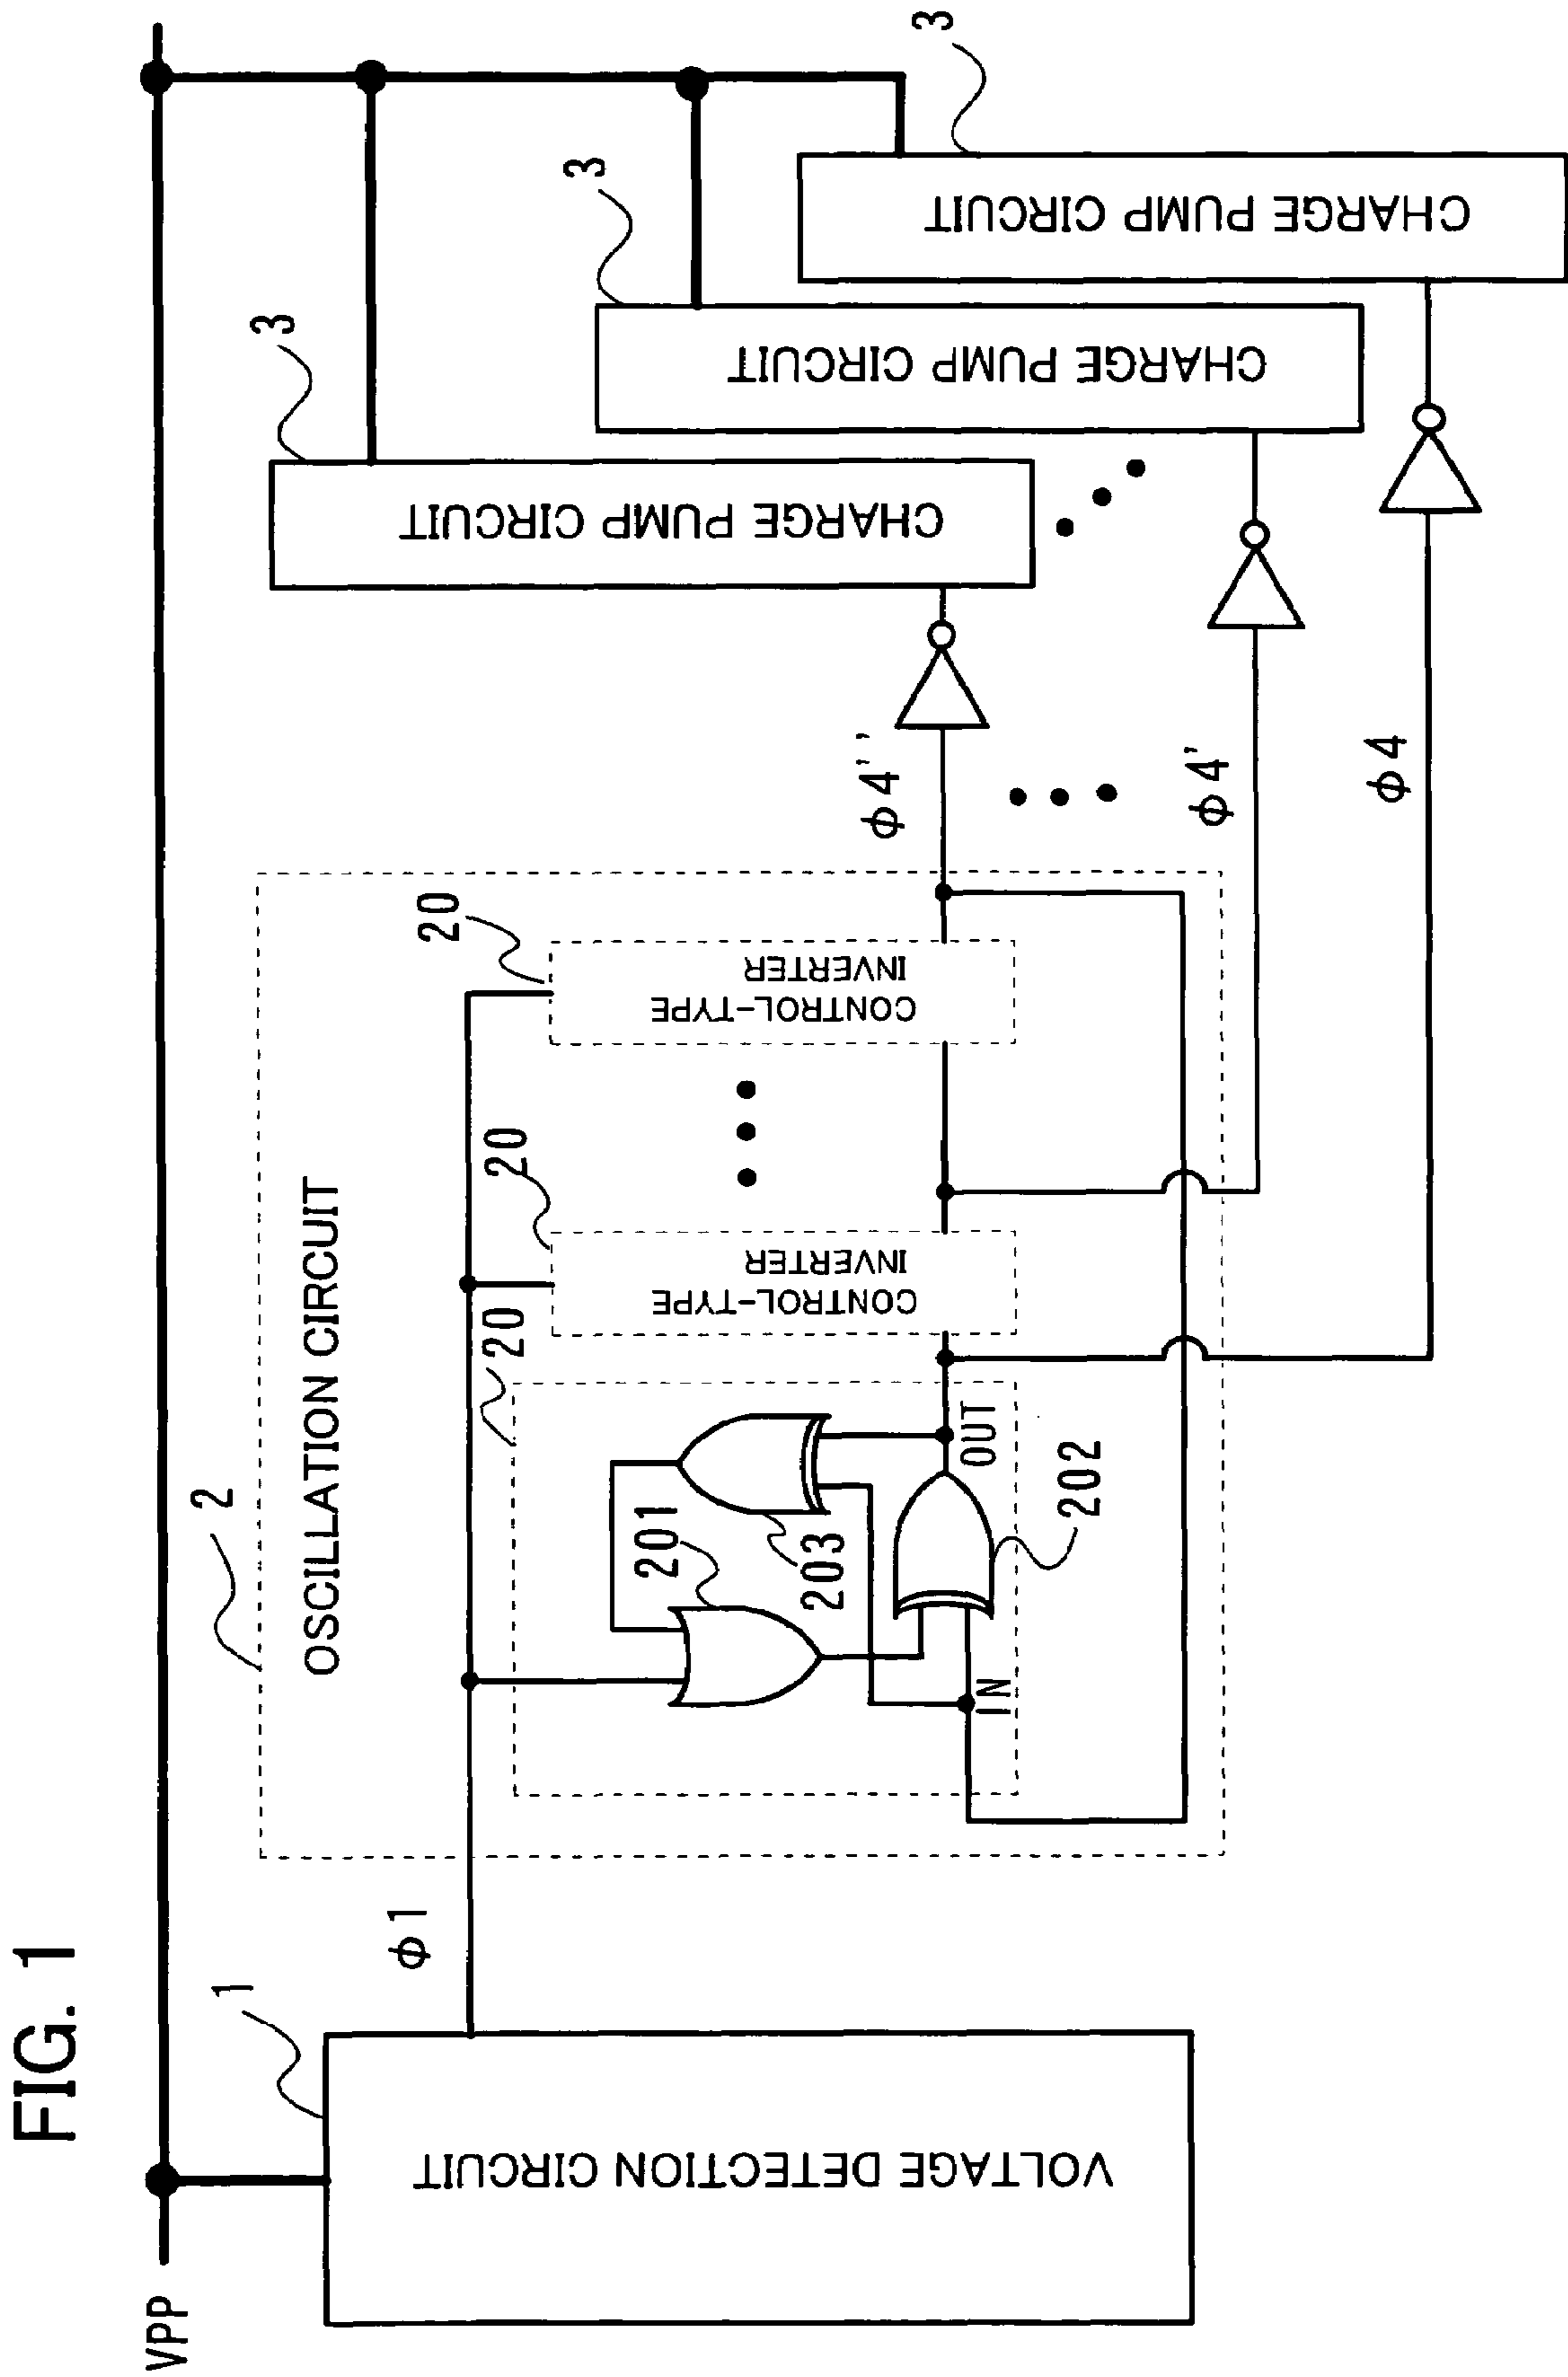 FIG. 1
VPP
1
VOLTAGE DETECTION CIRCUIT
φ1
2
OSCILLATION CIRCUIT
20
201
203
IN
202
OUT
20
CONTROL-TYPE
INVERTER
20
CONTROL-TYPE
INVERTER
φ4''
φ4'
φ4
3
CHARGE PUMP CIRCUIT
3
CHARGE PUMP CIRCUIT
3
CHARGE PUMP CIRCUIT